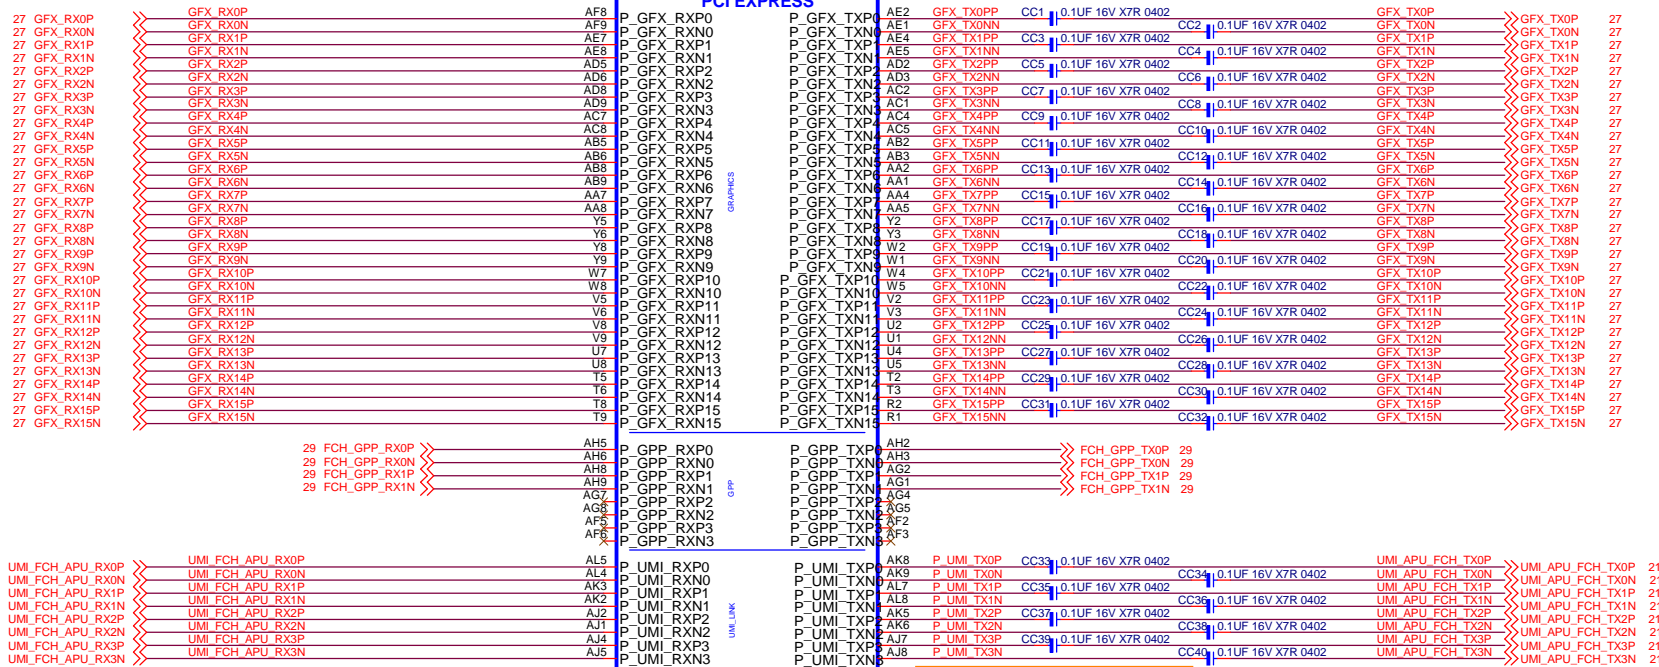 PCI EXPRESS
27 GFX_RX0P GFX_RX0P AF8 P_GFX_RXP0 P_GFX_TXP0 AE2 GFX_TX0PP CC1 0.1UF 16V X7R 0402 GFX_TX0P GFX_TX0P 27
27 GFX_RX0N GFX_RX0N AF9 P_GFX_RXN0 P_GFX_TXN0 AE1 GFX_TX0NN CC2 0.1UF 16V X7R 0402 GFX_TX0N GFX_TX0N 27
27 GFX_RX1P GFX_RX1P AE7 P_GFX_RXP1 P_GFX_TXP1 AE4 GFX_TX1PP CC3 0.1UF 16V X7R 0402 GFX_TX1P GFX_TX1P 27
27 GFX_RX1N GFX_RX1N AE8 P_GFX_RXN1 P_GFX_TXN1 AE5 GFX_TX1NN CC4 0.1UF 16V X7R 0402 GFX_TX1N GFX_TX1N 27
27 GFX_RX2P GFX_RX2P AD5 P_GFX_RXP2 P_GFX_TXP2 AD2 GFX_TX2PP CC5 0.1UF 16V X7R 0402 GFX_TX2P GFX_TX2P 27
27 GFX_RX2N GFX_RX2N AD6 P_GFX_RXN2 P_GFX_TXN2 AD3 GFX_TX2NN CC6 0.1UF 16V X7R 0402 GFX_TX2N GFX_TX2N 27
27 GFX_RX3P GFX_RX3P AD8 P_GFX_RXP3 P_GFX_TXP3 AC2 GFX_TX3PP CC7 0.1UF 16V X7R 0402 GFX_TX3P GFX_TX3P 27
27 GFX_RX3N GFX_RX3N AD9 P_GFX_RXN3 P_GFX_TXN3 AC1 GFX_TX3NN CC8 0.1UF 16V X7R 0402 GFX_TX3N GFX_TX3N 27
27 GFX_RX4P GFX_RX4P AC7 P_GFX_RXP4 P_GFX_TXP4 AC4 GFX_TX4PP CC9 0.1UF 16V X7R 0402 GFX_TX4P GFX_TX4P 27
27 GFX_RX4N GFX_RX4N AC8 P_GFX_RXN4 P_GFX_TXN4 AC5 GFX_TX4NN CC10 0.1UF 16V X7R 0402 GFX_TX4N GFX_TX4N 27
27 GFX_RX5P GFX_RX5P AB5 P_GFX_RXP5 P_GFX_TXP5 AB2 GFX_TX5PP CC11 0.1UF 16V X7R 0402 GFX_TX5P GFX_TX5P 27
27 GFX_RX5N GFX_RX5N AB6 P_GFX_RXN5 P_GFX_TXN5 AB3 GFX_TX5NN CC12 0.1UF 16V X7R 0402 GFX_TX5N GFX_TX5N 27
27 GFX_RX6P GFX_RX6P AB8 P_GFX_RXP6 P_GFX_TXP6 AA2 GFX_TX6PP CC13 0.1UF 16V X7R 0402 GFX_TX6P GFX_TX6P 27
27 GFX_RX6N GFX_RX6N AB9 P_GFX_RXN6 P_GFX_TXN6 AA1 GFX_TX6NN CC14 0.1UF 16V X7R 0402 GFX_TX6N GFX_TX6N 27
GRAPHICS
27 GFX_RX7P GFX_RX7P AA7 P_GFX_RXP7 P_GFX_TXP7 AA4 GFX_TX7PP CC15 0.1UF 16V X7R 0402 GFX_TX7P GFX_TX7P 27
27 GFX_RX7N GFX_RX7N AA8 P_GFX_RXN7 P_GFX_TXN7 AA5 GFX_TX7NN CC16 0.1UF 16V X7R 0402 GFX_TX7N GFX_TX7N 27
27 GFX_RX8P GFX_RX8P Y5 P_GFX_RXP8 P_GFX_TXP8 Y2 GFX_TX8PP CC17 0.1UF 16V X7R 0402 GFX_TX8P GFX_TX8P 27
27 GFX_RX8N GFX_RX8N Y6 P_GFX_RXN8 P_GFX_TXN8 Y3 GFX_TX8NN CC18 0.1UF 16V X7R 0402 GFX_TX8N GFX_TX8N 27
27 GFX_RX9P GFX_RX9P Y8 P_GFX_RXP9 P_GFX_TXP9 W2 GFX_TX9PP CC19 0.1UF 16V X7R 0402 GFX_TX9P GFX_TX9P 27
27 GFX_RX9N GFX_RX9N Y9 P_GFX_RXN9 P_GFX_TXN9 W1 GFX_TX9NN CC20 0.1UF 16V X7R 0402 GFX_TX9N GFX_TX9N 27
27 GFX_RX10P GFX_RX10P W7 P_GFX_RXP10 P_GFX_TXP10 W4 GFX_TX10PP CC21 0.1UF 16V X7R 0402 GFX_TX10P GFX_TX10P 27
27 GFX_RX10N GFX_RX10N W8 P_GFX_RXN10 P_GFX_TXN10 W5 GFX_TX10NN CC22 0.1UF 16V X7R 0402 GFX_TX10N GFX_TX10N 27
27 GFX_RX11P GFX_RX11P V5 P_GFX_RXP11 P_GFX_TXP11 V2 GFX_TX11PP CC23 0.1UF 16V X7R 0402 GFX_TX11P GFX_TX11P 27
27 GFX_RX11N GFX_RX11N V6 P_GFX_RXN11 P_GFX_TXN11 V3 GFX_TX11NN CC24 0.1UF 16V X7R 0402 GFX_TX11N GFX_TX11N 27
27 GFX_RX12P GFX_RX12P V8 P_GFX_RXP12 P_GFX_TXP12 U2 GFX_TX12PP CC25 0.1UF 16V X7R 0402 GFX_TX12P GFX_TX12P 27
27 GFX_RX12N GFX_RX12N V9 P_GFX_RXN12 P_GFX_TXN12 U1 GFX_TX12NN CC26 0.1UF 16V X7R 0402 GFX_TX12N GFX_TX12N 27
27 GFX_RX13P GFX_RX13P U7 P_GFX_RXP13 P_GFX_TXP13 U4 GFX_TX13PP CC27 0.1UF 16V X7R 0402 GFX_TX13P GFX_TX13P 27
27 GFX_RX13N GFX_RX13N U8 P_GFX_RXN13 P_GFX_TXN13 U5 GFX_TX13NN CC28 0.1UF 16V X7R 0402 GFX_TX13N GFX_TX13N 27
27 GFX_RX14P GFX_RX14P T5 P_GFX_RXP14 P_GFX_TXP14 T2 GFX_TX14PP CC29 0.1UF 16V X7R 0402 GFX_TX14P GFX_TX14P 27
27 GFX_RX14N GFX_RX14N T6 P_GFX_RXN14 P_GFX_TXN14 T3 GFX_TX14NN CC30 0.1UF 16V X7R 0402 GFX_TX14N GFX_TX14N 27
27 GFX_RX15P GFX_RX15P T8 P_GFX_RXP15 P_GFX_TXP15 R2 GFX_TX15PP CC31 0.1UF 16V X7R 0402 GFX_TX15P GFX_TX15P 27
27 GFX_RX15N GFX_RX15N T9 P_GFX_RXN15 P_GFX_TXN15 R1 GFX_TX15NN CC32 0.1UF 16V X7R 0402 GFX_TX15N GFX_TX15N 27
29 FCH_GPP_RX0P AH5 P_GPP_RXP0 P_GPP_TXP0 AH2 FCH_GPP_TX0P 29
29 FCH_GPP_RX0N AH6 P_GPP_RXN0 P_GPP_TXN0 AH3 FCH_GPP_TX0N 29
29 FCH_GPP_RX1P AH8 P_GPP_RXP1 P_GPP_TXP1 AG2 FCH_GPP_TX1P 29
29 FCH_GPP_RX1N AH9 P_GPP_RXN1 P_GPP_TXN1 AG1 FCH_GPP_TX1N 29
GPP
AG7 P_GPP_RXP2 P_GPP_TXP2 AG4
AG8 P_GPP_RXN2 P_GPP_TXN2 AG5
AF5 P_GPP_RXP3 P_GPP_TXP3 AF2
AF6 P_GPP_RXN3 P_GPP_TXN3 AF3
UMI_FCH_APU_RX0P UMI_FCH_APU_RX0P AL5 P_UMI_RXP0 P_UMI_TXP0 AK8 P_UMI_TX0P CC33 0.1UF 16V X7R 0402 UMI_APU_FCH_TX0P UMI_APU_FCH_TX0P 21
UMI_FCH_APU_RX0N UMI_FCH_APU_RX0N AL4 P_UMI_RXN0 P_UMI_TXN0 AK9 P_UMI_TX0N CC34 0.1UF 16V X7R 0402 UMI_APU_FCH_TX0N UMI_APU_FCH_TX0N 21
UMI_FCH_APU_RX1P UMI_FCH_APU_RX1P AK3 P_UMI_RXP1 P_UMI_TXP1 AL7 P_UMI_TX1P CC35 0.1UF 16V X7R 0402 UMI_APU_FCH_TX1P UMI_APU_FCH_TX1P 21
UMI_FCH_APU_RX1N UMI_FCH_APU_RX1N AK2 P_UMI_RXN1 P_UMI_TXN1 AL8 P_UMI_TX1N CC36 0.1UF 16V X7R 0402 UMI_APU_FCH_TX1N UMI_APU_FCH_TX1N 21
UMI_LINK
UMI_FCH_APU_RX2P UMI_FCH_APU_RX2P AJ2 P_UMI_RXP2 P_UMI_TXP2 AK5 P_UMI_TX2P CC37 0.1UF 16V X7R 0402 UMI_APU_FCH_TX2P UMI_APU_FCH_TX2P 21
UMI_FCH_APU_RX2N UMI_FCH_APU_RX2N AJ1 P_UMI_RXN2 P_UMI_TXN2 AK6 P_UMI_TX2N CC38 0.1UF 16V X7R 0402 UMI_APU_FCH_TX2N UMI_APU_FCH_TX2N 21
UMI_FCH_APU_RX3P UMI_FCH_APU_RX3P AJ4 P_UMI_RXP3 P_UMI_TXP3 AJ7 P_UMI_TX3P CC39 0.1UF 16V X7R 0402 UMI_APU_FCH_TX3P UMI_APU_FCH_TX3P 21
UMI_FCH_APU_RX3N UMI_FCH_APU_RX3N AJ5 P_UMI_RXN3 P_UMI_TXN3 AJ8 P_UMI_TX3N CC40 0.1UF 16V X7R 0402 UMI_APU_FCH_TX3N UMI_APU_FCH_TX3N 21